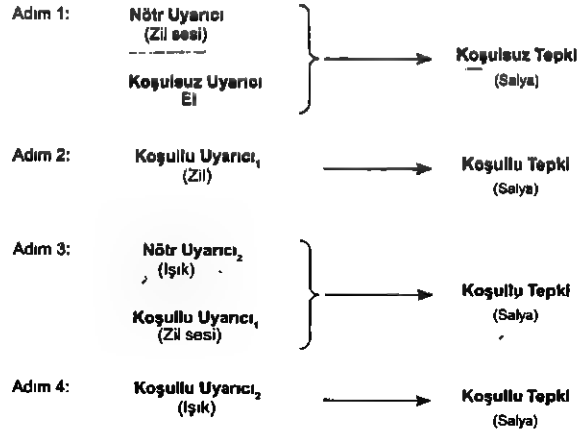 Adım 1:
Nötr Uyarıcı
(Zil sesi)
Koşulsuz Uyarıcı
Et
Koşulsuz Tepki
(Salya)
Adım 2:
Koşullu Uyarıcı₁
(Zil)
Koşullu Tepki
(Salya)
Adım 3:
Nötr Uyarıcı₂
(Işık)
Koşullu Uyarıcı₁
(Zil sesi)
Koşullu Tepki
(Salya)
Adım 4:
Koşullu Uyarıcı₂
(Işık)
Koşullu Tepki
(Salya)